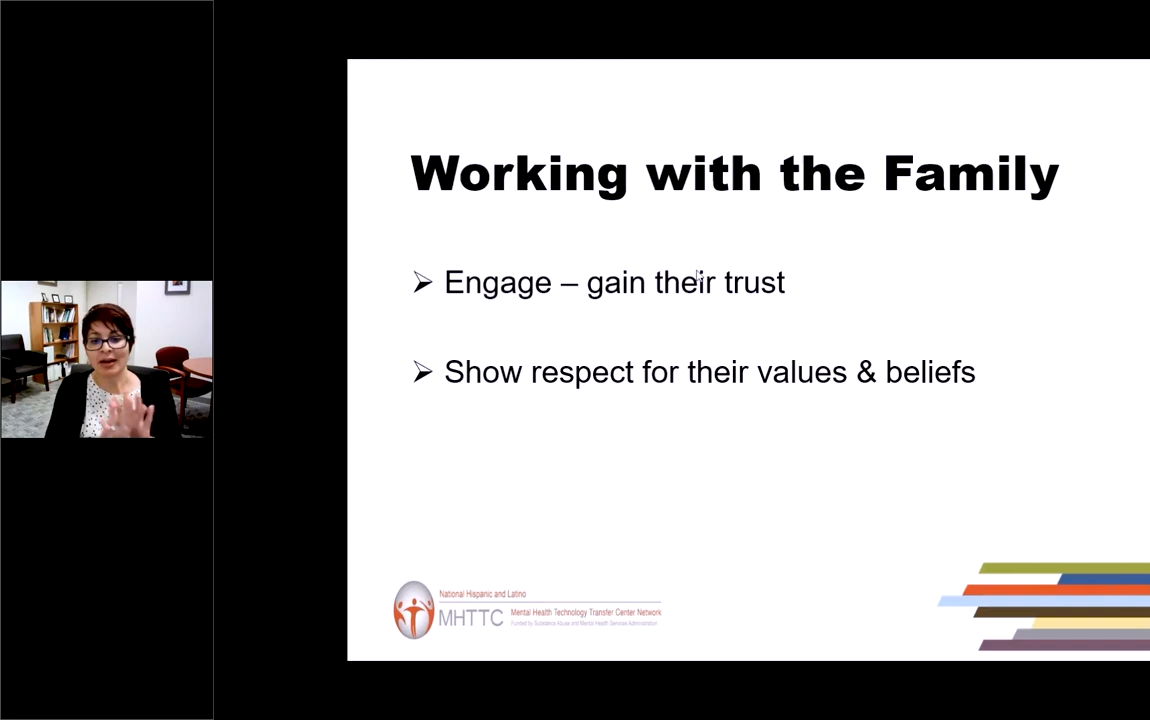 Working with the Family
➢ Engage – gain their trust
➢ Show respect for their values & beliefs
National Hispanic and Latino
MHTTC Mental Health Technology Transfer Center Network
Funded by Substance Abuse and Mental Health Services Administration